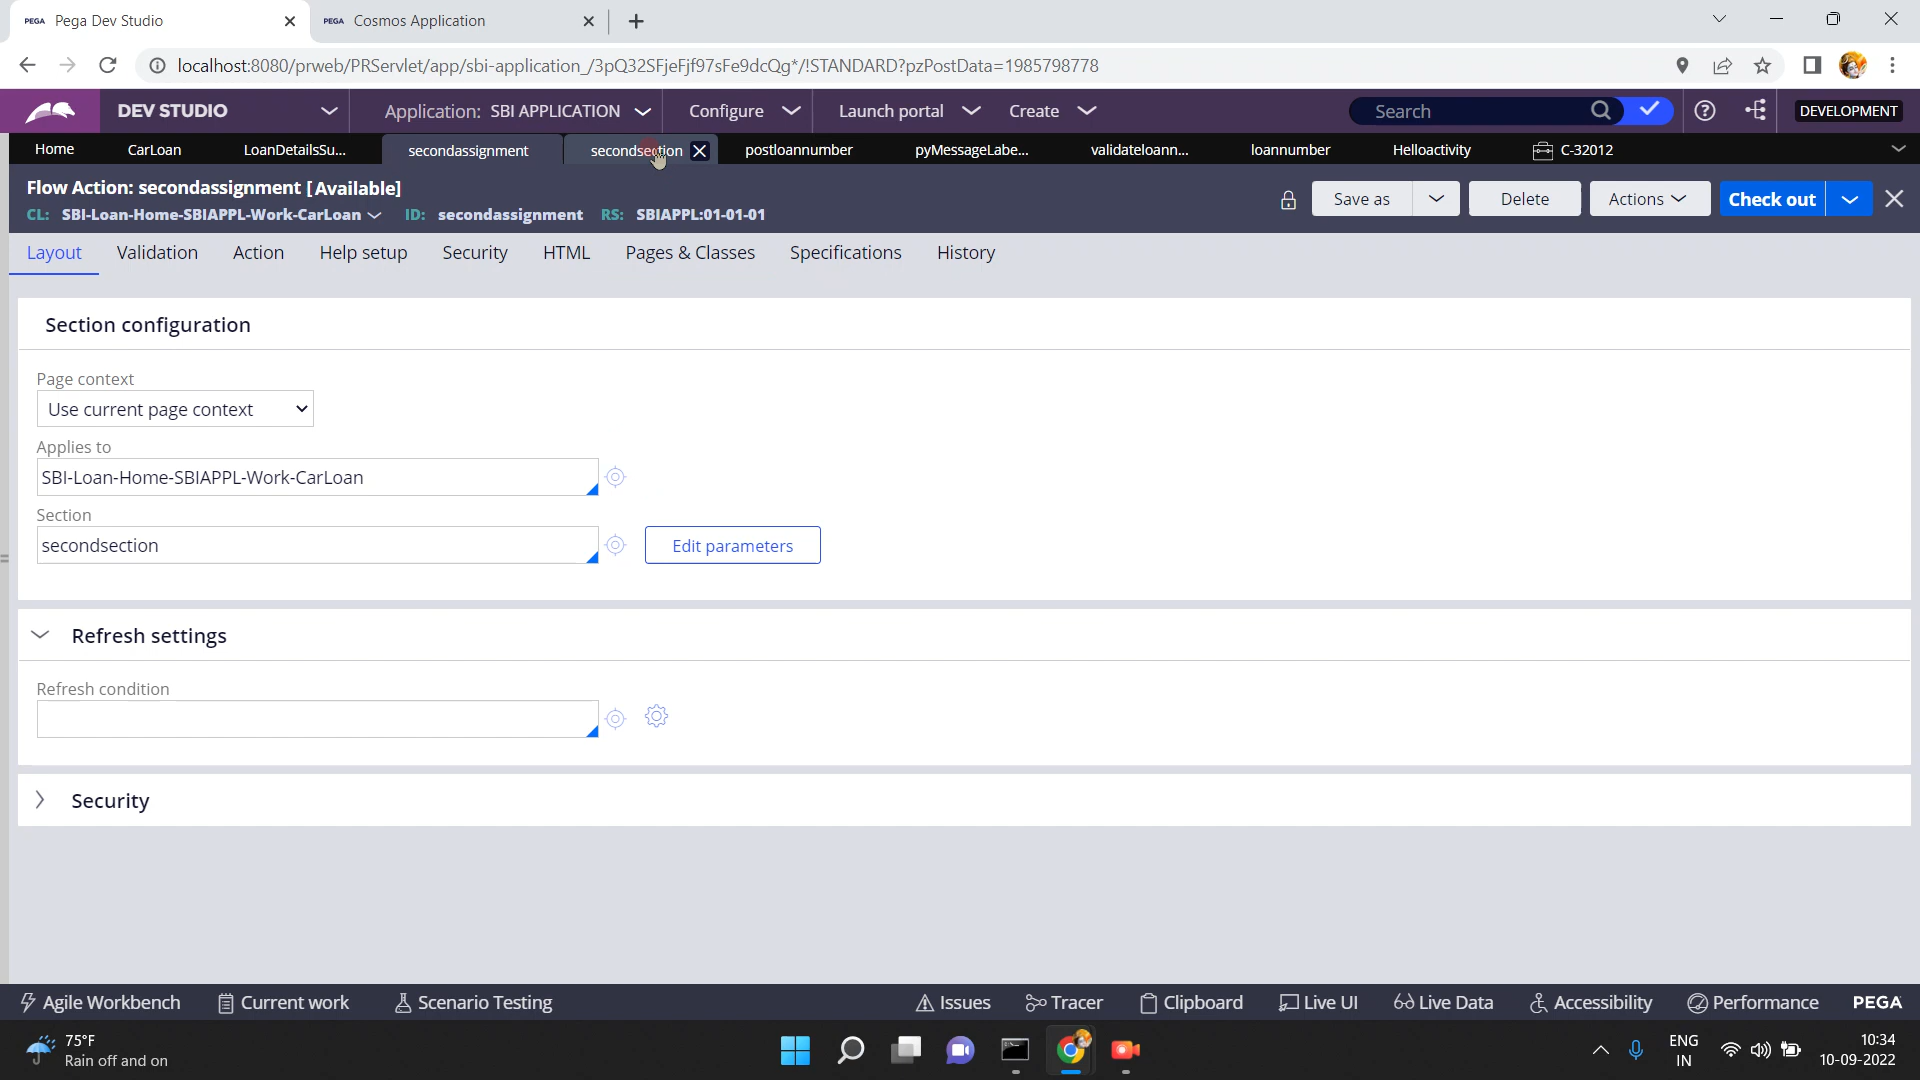 PEGA Pega Dev Studio
PEGA Cosmos Application
localhost:8080/prweb/PRServlet/app/sbi-application_/3pQ32SFjeFjf97sFe9dcQg*/!STANDARD?pzPostData=1985798778
DEV STUDIO
Application: SBI APPLICATION
Configure
Launch portal
Create
Search
DEVELOPMENT
Home
CarLoan
LoanDetailsSu...
secondassignment
secondsection
postloannumber
pyMessageLabe...
validateloann...
loannumber
Helloactivity
C-32012
Flow Action: secondassignment [Available]
CL: SBI-Loan-Home-SBIAPPL-Work-CarLoan ID: secondassignment RS: SBIAPPL:01-01-01
Save as
Delete
Actions
Check out
Layout
Validation
Action
Help setup
Security
HTML
Pages & Classes
Specifications
History
Section configuration
Page context
Use current page context
Applies to
SBI-Loan-Home-SBIAPPL-Work-CarLoan
Section
secondsection
Edit parameters
Refresh settings
Refresh condition
Security
Agile Workbench
Current work
Scenario Testing
Issues
Tracer
Clipboard
Live UI
Live Data
Accessibility
Performance
PEGA
75°F
Rain off and on
ENG
IN
10:34
10-09-2022